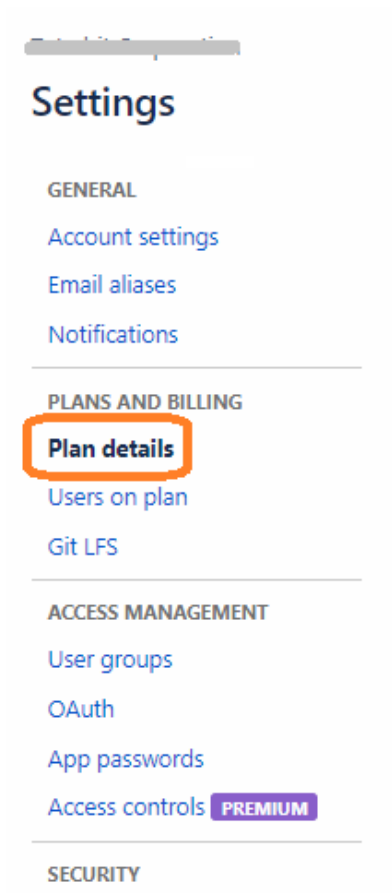 Settings
GENERAL
Account settings
Email aliases
Notifications
PLANS AND BILLING
Plan details
Users on plan
Git LFS
ACCESS MANAGEMENT
User groups
OAuth
App passwords
Access controls PREMIUM
SECURITY